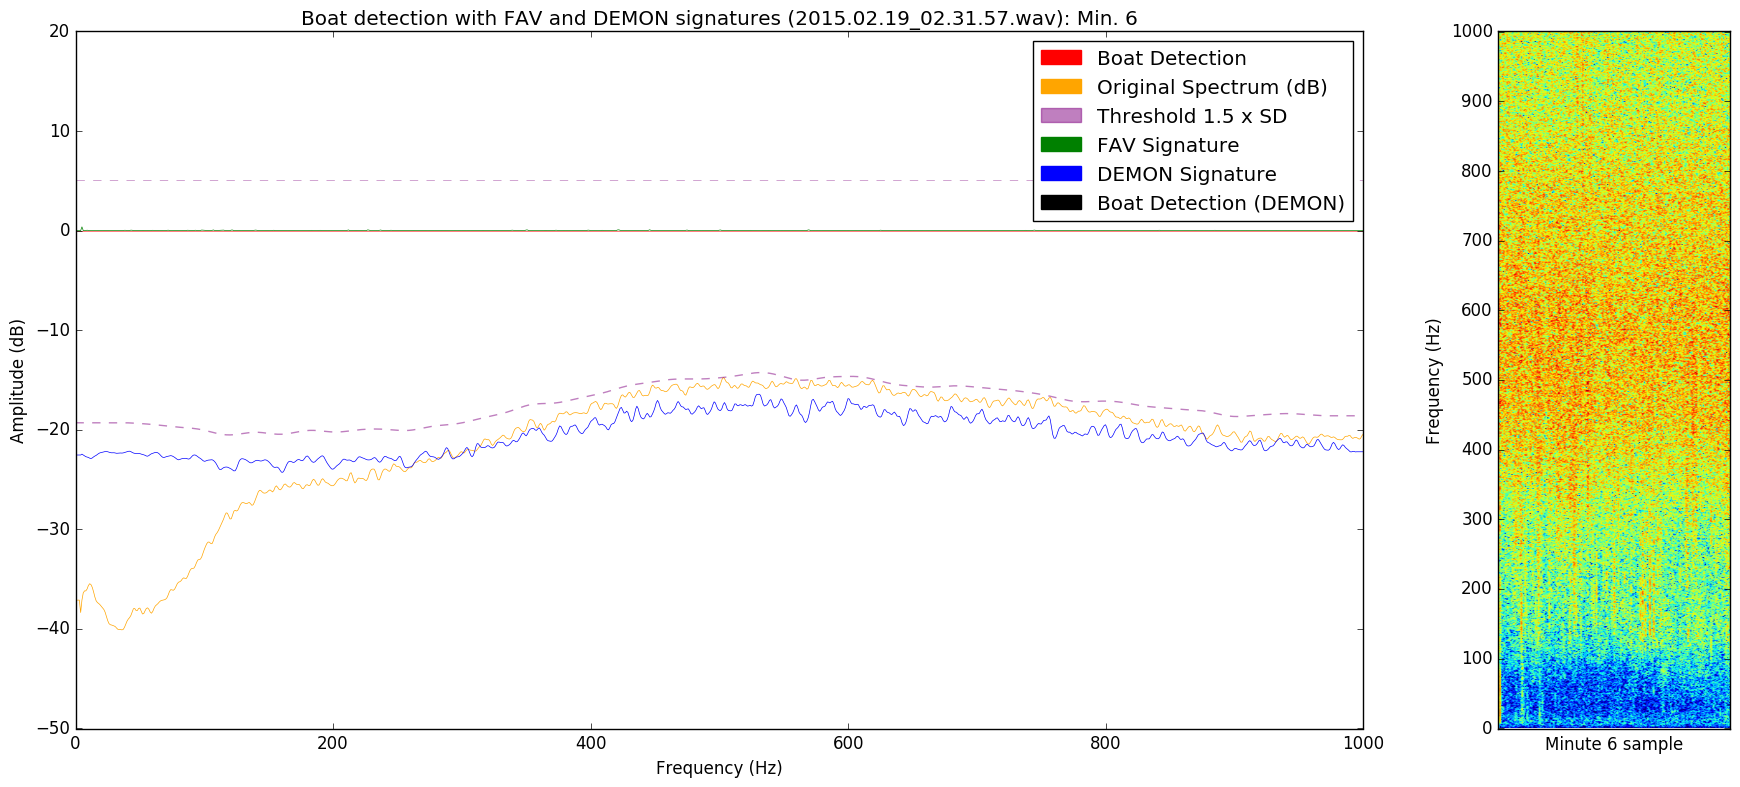 Boat detection with FAV and DEMON signatures (2015.02.19_02.31.57.wav): Min. 6
20
10
0
−10
−20
−30
−40
−50
Amplitude (dB)
0 200 400 600 800 1000
Frequency (Hz)
Boat Detection
Original Spectrum (dB)
Threshold 1.5 x SD
FAV Signature
DEMON Signature
Boat Detection (DEMON)
1000
900
800
700
600
500
400
300
200
100
0
Frequency (Hz)
Minute 6 sample